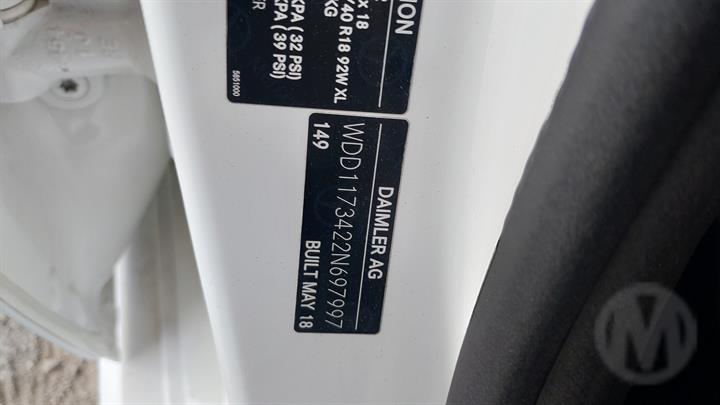 ION
x 18
/40 R18 92W XL
KG
KPA ( 32 PSI)
KPA ( 39 PSI)
5651000
DAIMLER AG
WDD1173422N697997
149
BUILT MAY 18
M